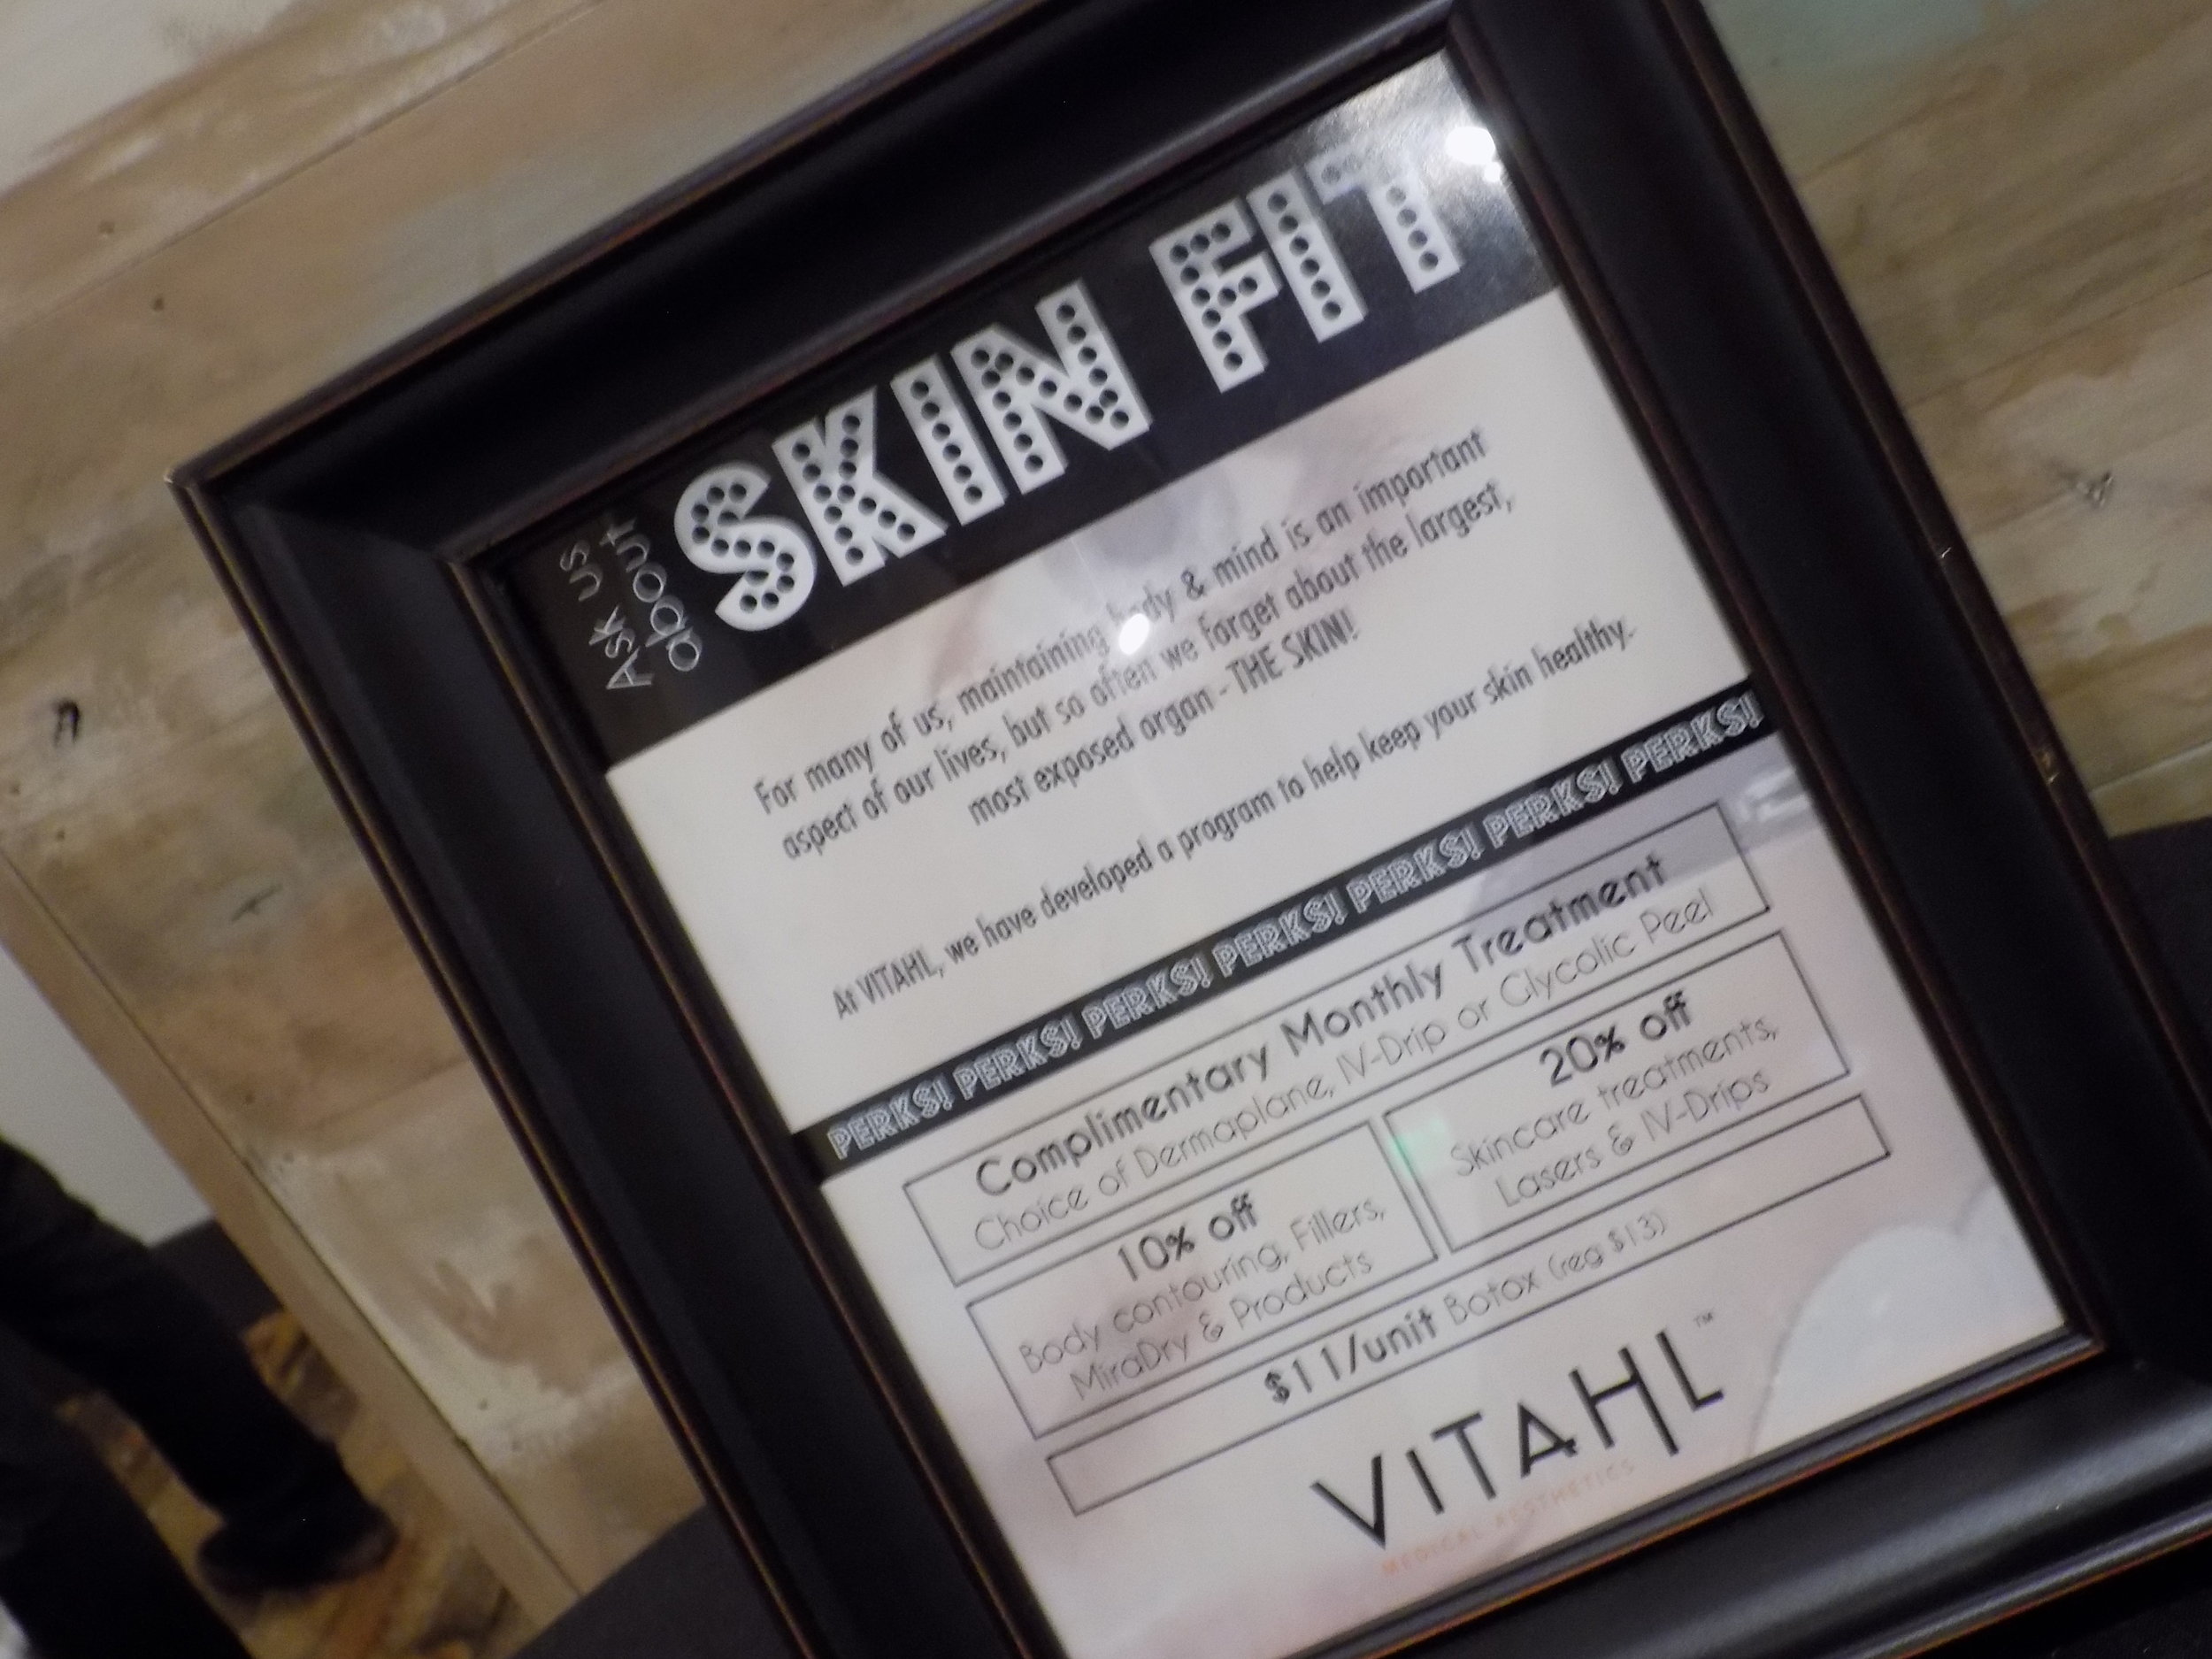 Ask us
about
SKIN FIT
For many of us, maintaining body & mind is an important
aspect of our lives, but so often we forget about the largest,
most exposed organ - THE SKIN!
At VITAHL, we have developed a program to help keep your skin healthy.
PERKS! PERKS! PERKS! PERKS! PERKS! PERKS! PERKS!
Complimentary Monthly Treatment
Choice of Dermaplane, IV-Drip or Glycolic Peel
10% off
Body contouring, Fillers,
MiraDry & Products
20% off
Skincare treatments,
Lasers & IV-Drips
$11/unit Botox (reg $13)
VITAHL™
MEDICAL AESTHETICS